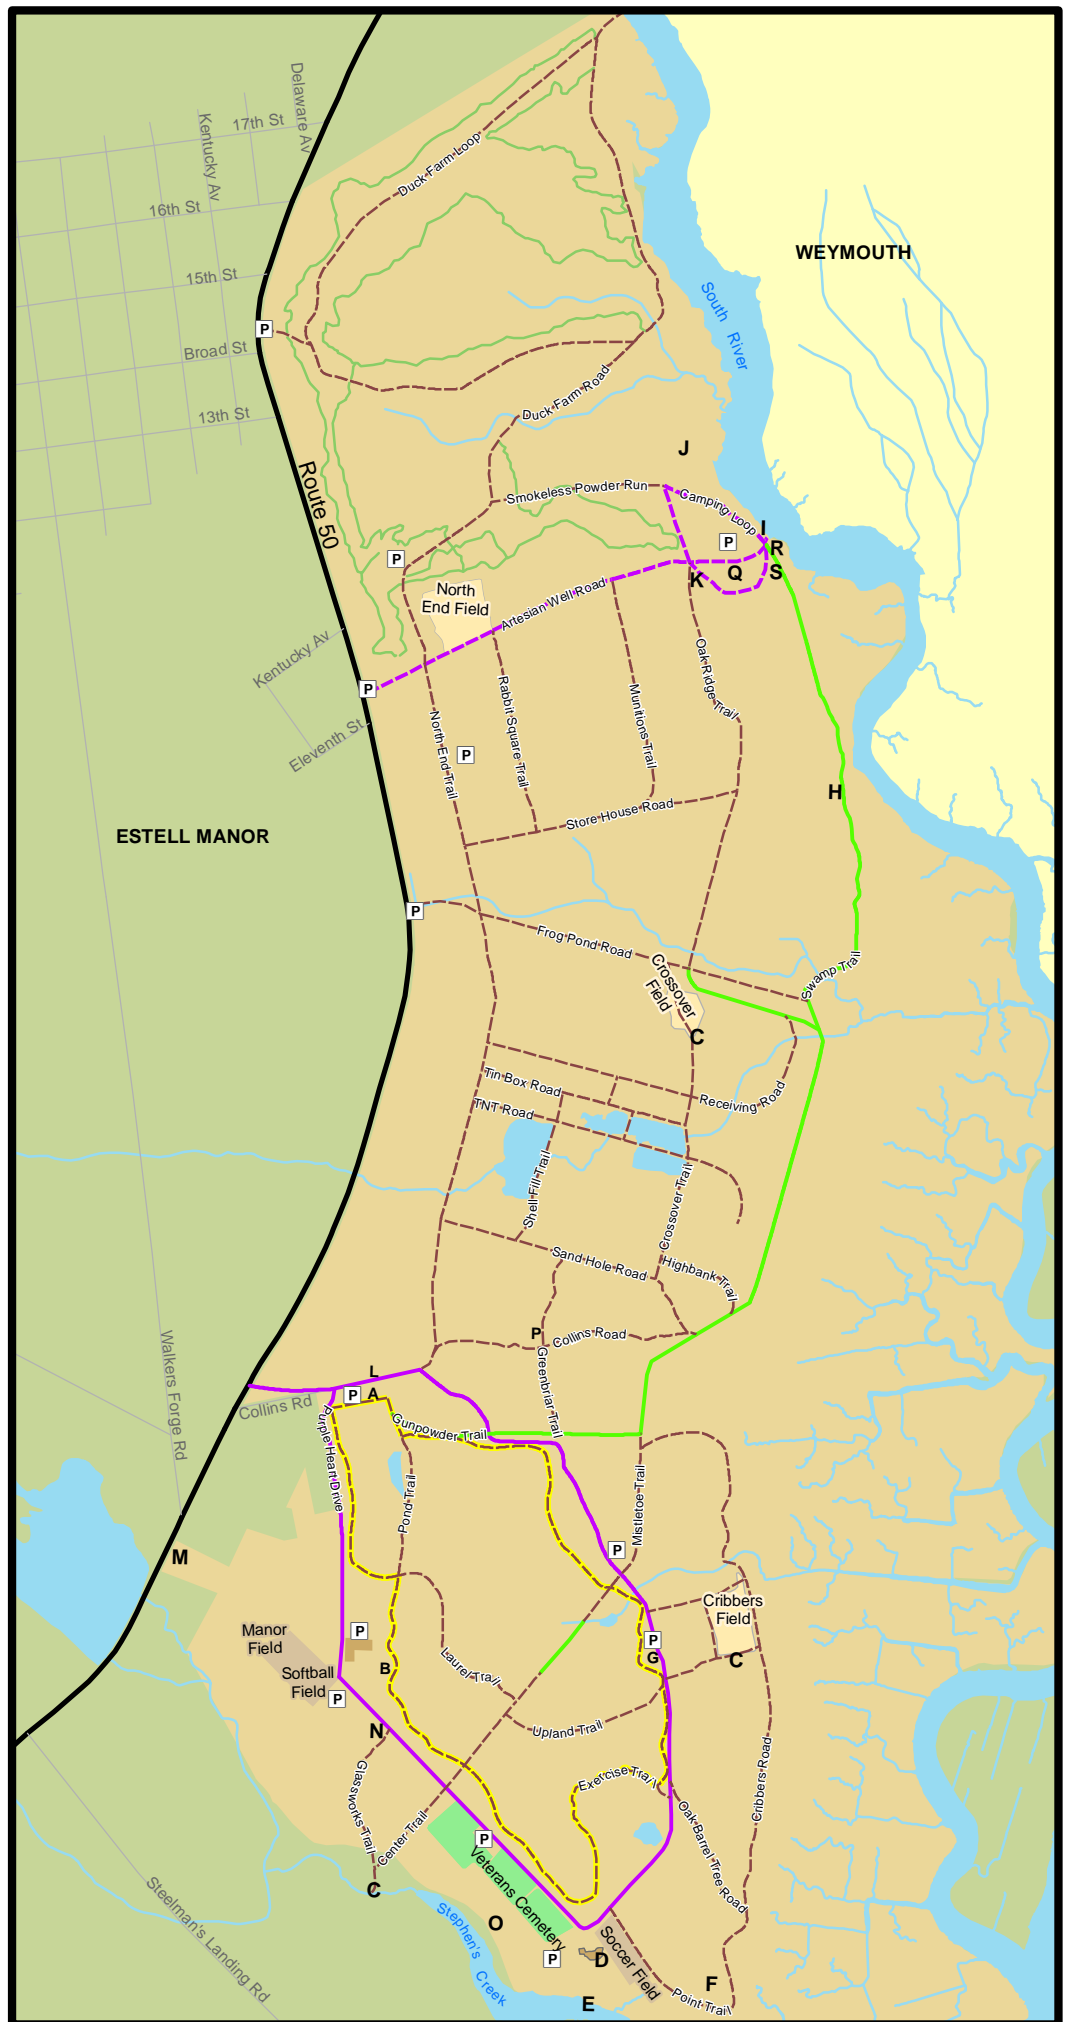 Delaware Av
Kentucky Av
17th St
Duck Farm Loop
16th St
WEYMOUTH
15th St
South River
P
Broad St
Duck Farm Road
13th St
J
Route 50
Smokeless Powder Run
Camping Loop
I
P
R
P
Q
S
K
North
End Field
Artesian Well Road
Kentucky Av
Oak Ridge Trail
P
Rabbit Square Trail
Munitions Trail
North End Trail
Eleventh St
P
H
Store House Road
ESTELL MANOR
P
Frog Pond Road
Crossover
Field
Swamp Trail
C
Tin Box Road
TNT Road
Receiving Road
Shell Fill Trail
Crossover Trail
Sand Hole Road
Highbank Trail
P
Collins Road
Walkers Forge Rd
Greenbriar Trail
L
P
A
Collins Rd
Purple Heart Drive
Gunpowder Trail
Pond Trail
Mistletoe Trail
M
P
Cribbers
Field
Manor
Field
P
P
G
C
Softball
Field
B
Laurel Trail
P
N
Upland Trail
Glassworks Trail
Exercise Trail
Cribbers Road
Center Trail
P
Oak Barrel Tree Road
Veterans Cemetery
C
Steelman's Landing Rd
Stephen's Creek
O
P
D
Soccer Field
F
Point Trail
E